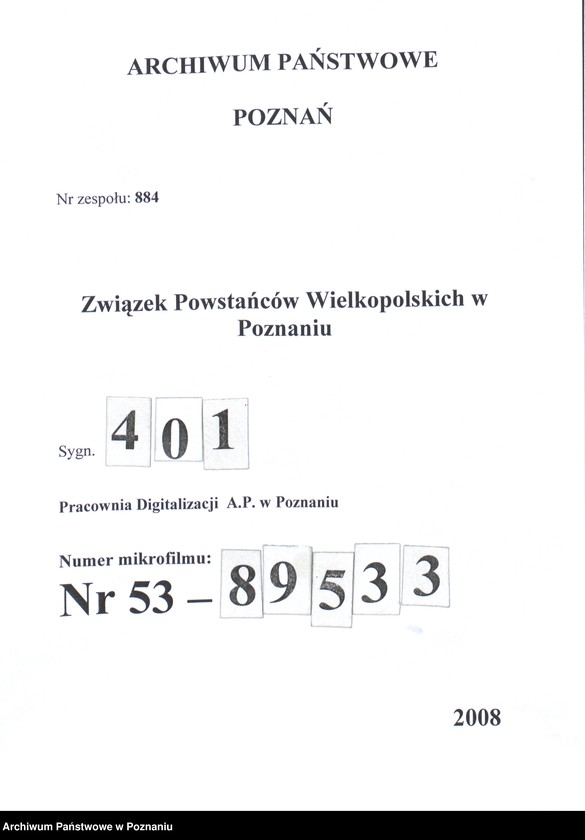 ARCHIWUM PAŃSTWOWE
POZNAŃ
Nr zespołu: 884
Związek Powstańców Wielkopolskich w
Poznaniu
Sygn. 401
Pracownia Digitalizacji A.P. w Poznaniu
Numer mikrofilmu:
Nr 53 – 89533
2008
Archiwum Państwowe w Poznaniu